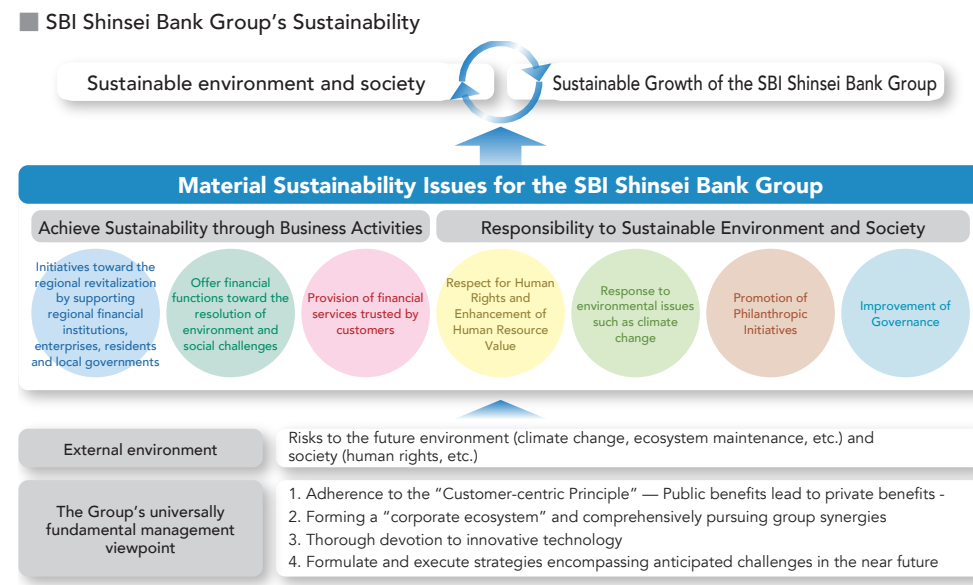 SBI Shinsei Bank Group's Sustainability
Sustainable environment and society
Sustainable Growth of the SBI Shinsei Bank Group
Material Sustainability Issues for the SBI Shinsei Bank Group
Achieve Sustainability through Business Activities
Responsibility to Sustainable Environment and Society
Initiatives toward the
regional revitalization
by supporting
regional financial
institutions,
enterprises, residents
and local governments
Offer financial
functions toward the
resolution of
environment and
social challenges
Provision of financial
services trusted by
customers
Respect for Human
Rights and
Enhancement of
Human Resource
Value
Response to
environmental issues
such as climate
change
Promotion of
Philanthropic
Initiatives
Improvement of
Governance
External environment
Risks to the future environment (climate change, ecosystem maintenance, etc.) and
society (human rights, etc.)
The Group's universally
fundamental management
viewpoint
1. Adherence to the “Customer-centric Principle” — Public benefits lead to private benefits -
2. Forming a “corporate ecosystem” and comprehensively pursuing group synergies
3. Thorough devotion to innovative technology
4. Formulate and execute strategies encompassing anticipated challenges in the near future